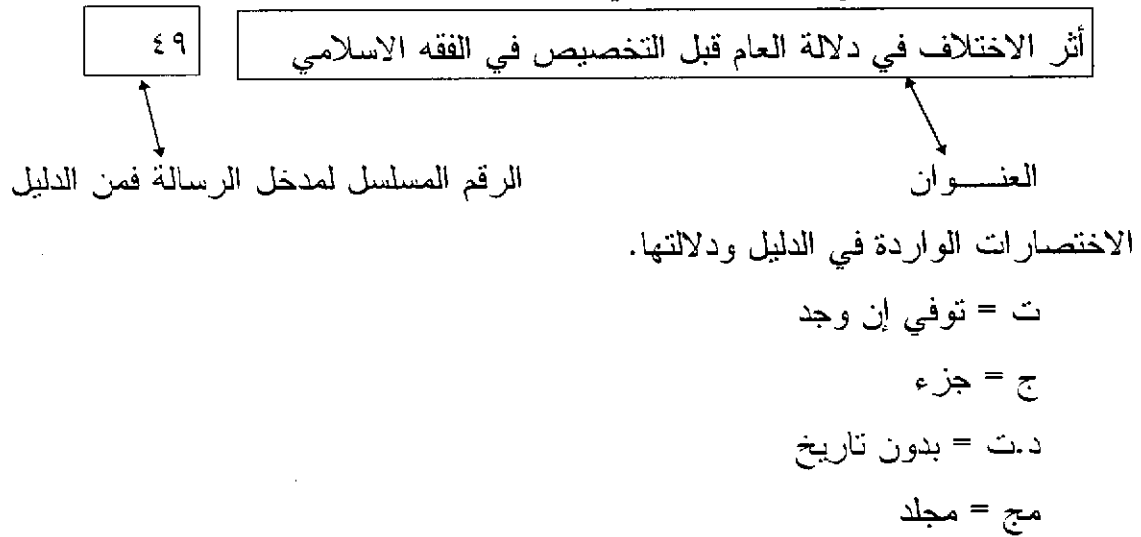 أثر الاختلاف في دلالة العام قبل التخصيص في الفقه الاسلامي ٤٩
العنـــوان الرقم المسلسل لمدخل الرسالة فمن الدليل
الاختصارات الواردة في الدليل ودلالتها.
ت = توفي إن وجد
ج = جزء
د.ت = بدون تاريخ
مج = مجلد